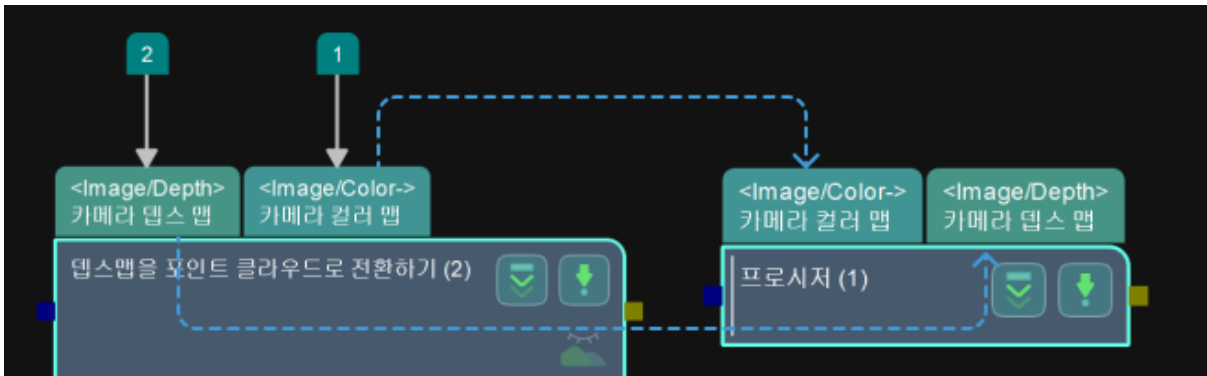 2
1
<Image/Depth>
카메라 뎁스 맵
<Image/Color->
카메라 컬러 맵
<Image/Color->
카메라 컬러 맵
<Image/Depth>
카메라 뎁스 맵
뎁스맵을 포인트 클라우드로 전환하기 (2)
프로시저 (1)